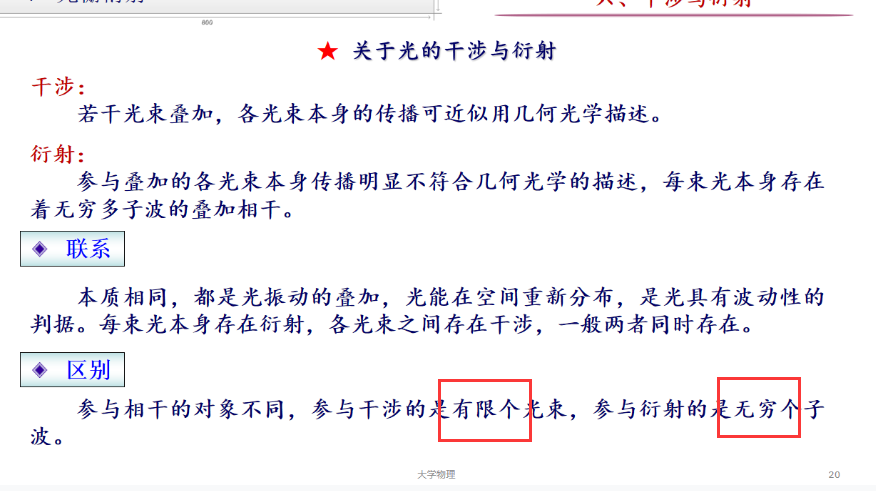 600
六、干涉与衍射
★ 关于光的干涉与衍射
干涉：
若干光束叠加，各光束本身的传播可近似用几何光学描述。
衍射：
参与叠加的各光束本身传播明显不符合几何光学的描述，每束光本身存在
着无穷多子波的叠加相干。
联系
本质相同，都是光振动的叠加，光能在空间重新分布，是光具有波动性的
判据。每束光本身存在衍射，各光束之间存在干涉，一般两者同时存在。
区别
参与相干的对象不同，参与干涉的是有限个光束，参与衍射的是无穷个子
波。
大学物理
20